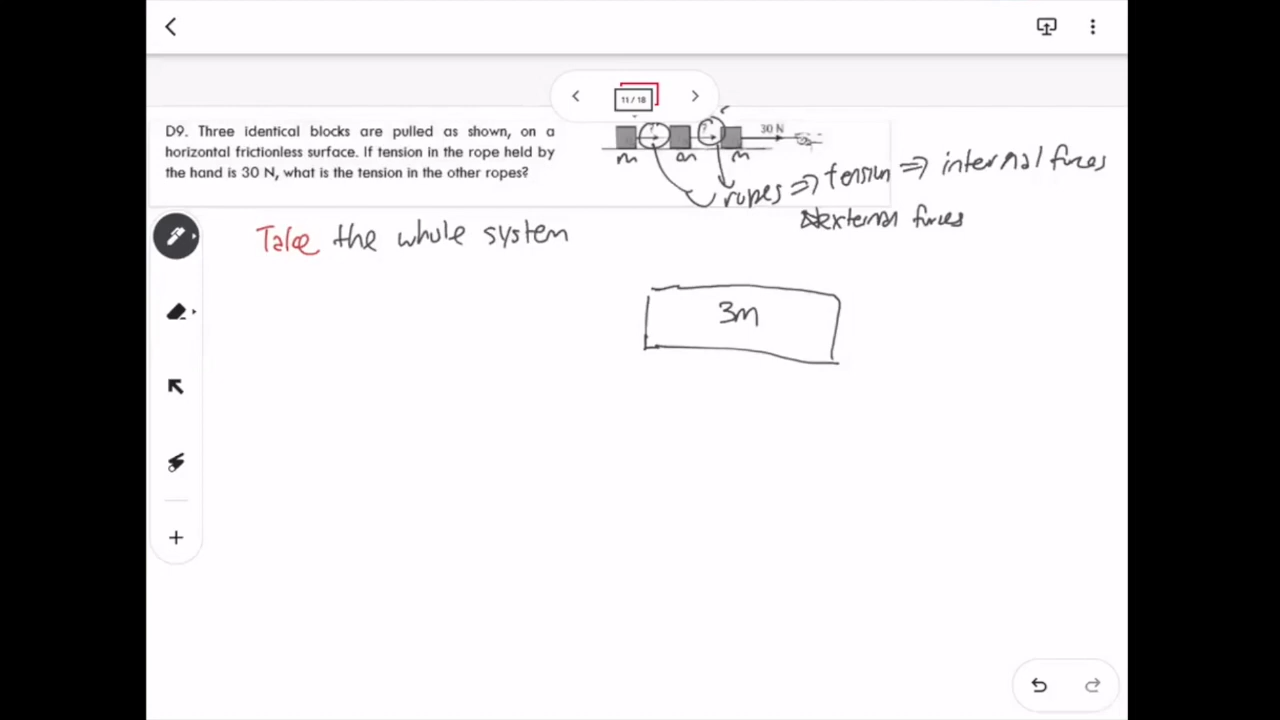 11 / 18
D9. Three identical blocks are pulled as shown, on a
horizontal frictionless surface. If tension in the rope held by
the hand is 30 N, what is the tension in the other ropes?
? ? 30 N
m m m
ropes ⇒ tension ⇒ internal forces
external forces
Take the whole system
3m